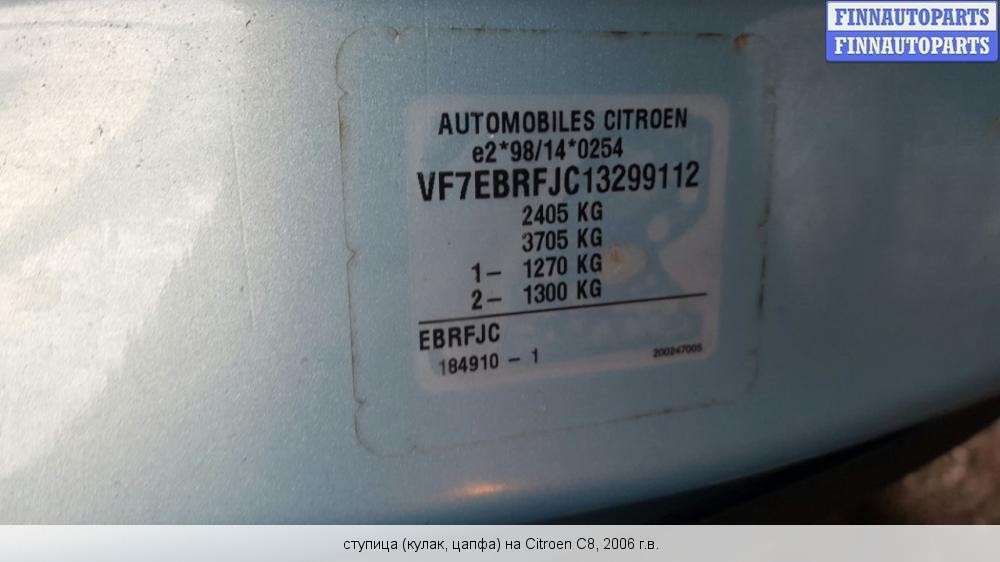 FINNAUTOPARTS
FINNAUTOPARTS
AUTOMOBILES CITROEN
e2*98/14*0254
VF7EBRFJC13299112
2405 KG
3705 KG
1– 1270 KG
2– 1300 KG
EBRFJC
184910 – 1
200247005
ступица (кулак, цапфа) на Citroen C8, 2006 г.в.